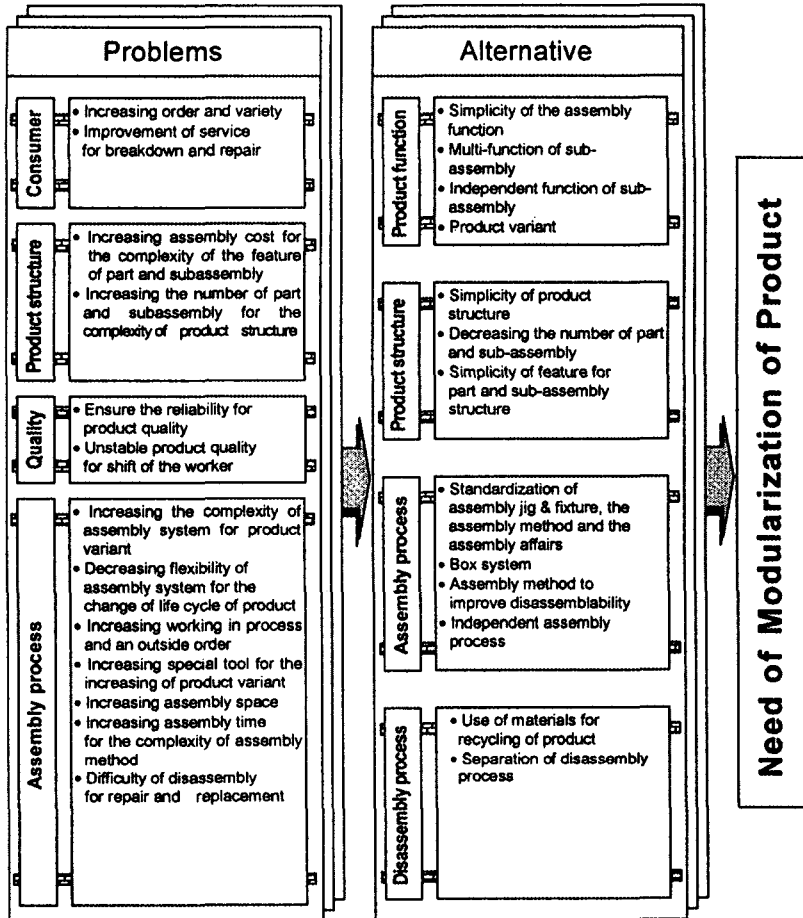 Problems
Consumer
• Increasing order and variety
• Improvement of service
for breakdown and repair
Product structure
• Increasing assembly cost for
the complexity of the feature
of part and subassembly
• Increasing the number of part
and subassembly for the
complexity of product structure
Quality
• Ensure the reliability for
product quality
• Unstable product quality
for shift of the worker
Assembly process
• Increasing the complexity of
assembly system for product
variant
• Decreasing flexibility of
assembly system for the
change of life cycle of product
• Increasing working in process
and an outside order
• Increasing special tool for the
increasing of product variant
• Increasing assembly space
• Increasing assembly time
for the complexity of assembly
method
• Difficulty of disassembly
for repair and replacement
Alternative
Product function
• Simplicity of the assembly
function
• Multi-function of sub-
assembly
• Independent function of sub-
assembly
• Product variant
Product structure
• Simplicity of product
structure
• Decreasing the number of part
and sub-assembly
• Simplicity of feature for
part and sub-assembly
structure
Assembly process
• Standardization of
assembly jig & fixture, the
assembly method and the
assembly affairs
• Box system
• Assembly method to
improve disassemblability
• Independent assembly
process
Disassembly process
• Use of materials for
recycling of product
• Separation of disassembly
process
Need of Modularization of Product